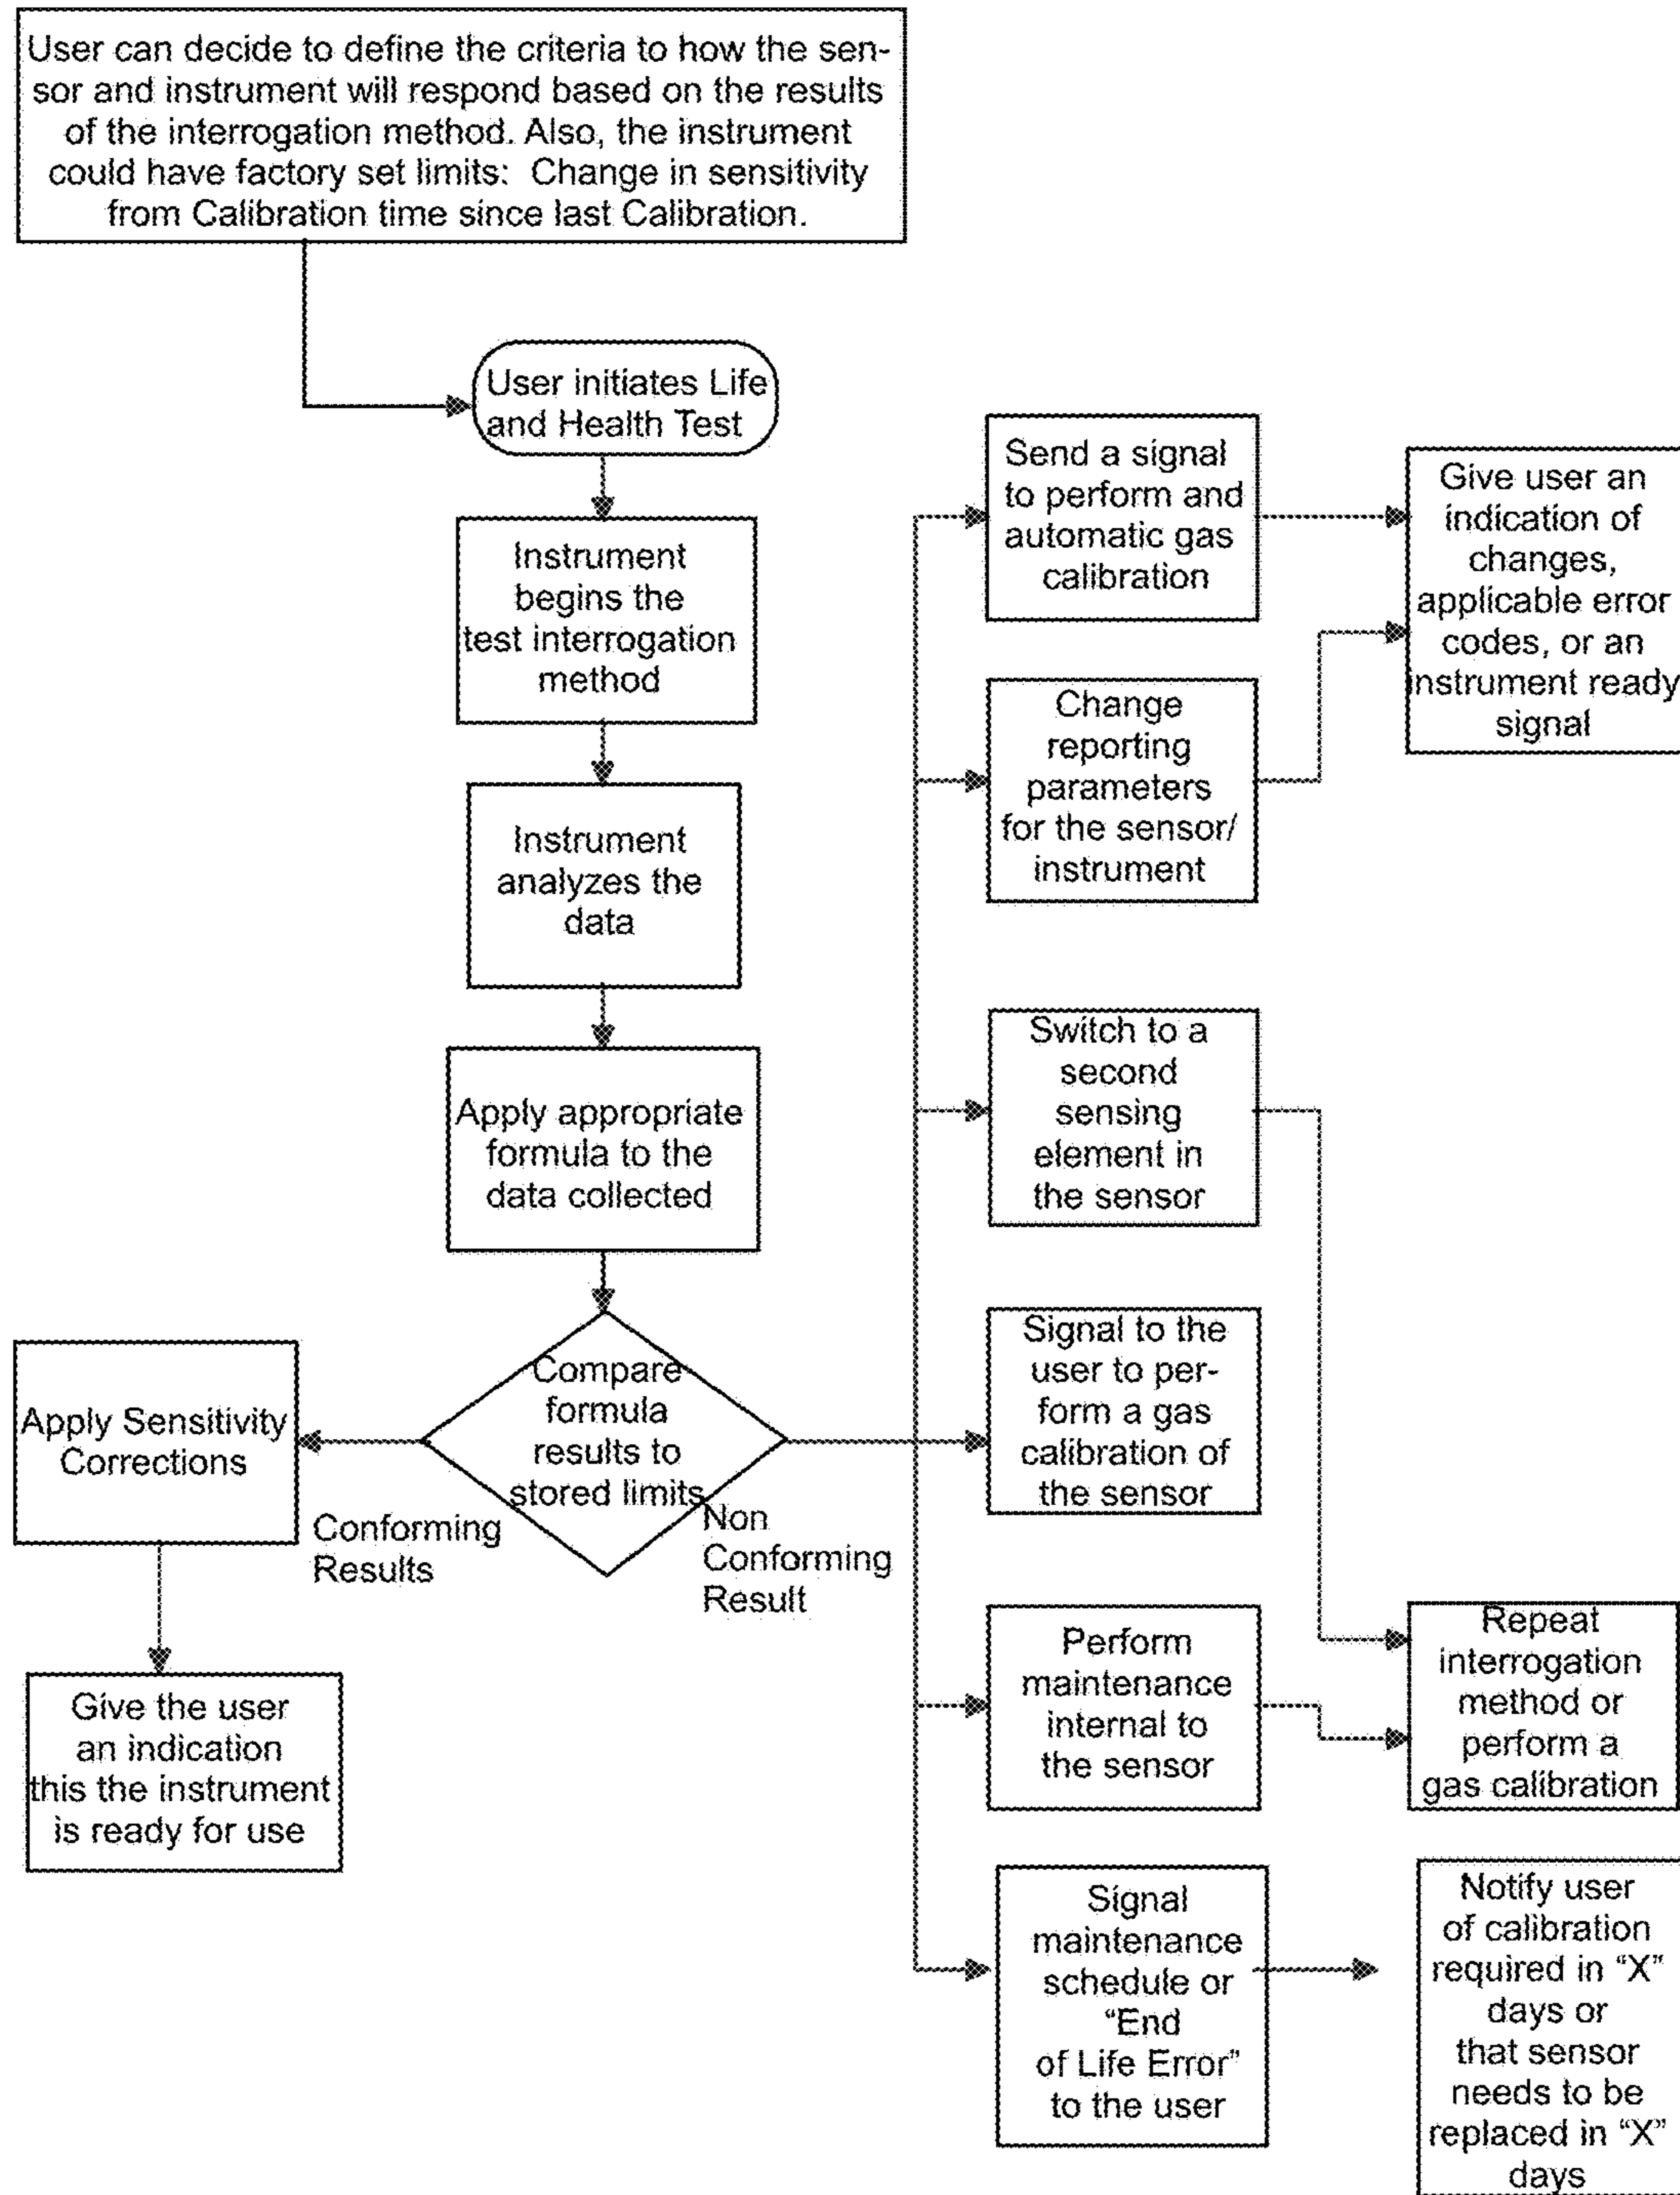 User can decide to define the criteria to how the sen-
sor and instrument will respond based on the results
of the interrogation method. Also, the instrument
could have factory set limits: Change in sensitivity
from Calibration time since last Calibration.
User initiates Life
and Health Test
Instrument
begins the
test interrogation
method
Instrument
analyzes the
data
Apply appropriate
formula to the
data collected
Compare
formula
results to
stored limits
Conforming
Results
Non
Conforming
Result
Apply Sensitivity
Corrections
Give the user
an indication
this the instrument
is ready for use
Send a signal
to perform and
automatic gas
calibration
Change
reporting
parameters
for the sensor/
instrument
Give user an
indication of
changes,
applicable error
codes, or an
instrument ready
signal
Switch to a
second
sensing
element in
the sensor
Signal to the
user to per-
form a gas
calibration of
the sensor
Perform
maintenance
internal to
the sensor
Repeat
interrogation
method or
perform a
gas calibration
Signal
maintenance
schedule or
“End
of Life Error”
to the user
Notify user
of calibration
required in “X”
days or
that sensor
needs to be
replaced in “X”
days